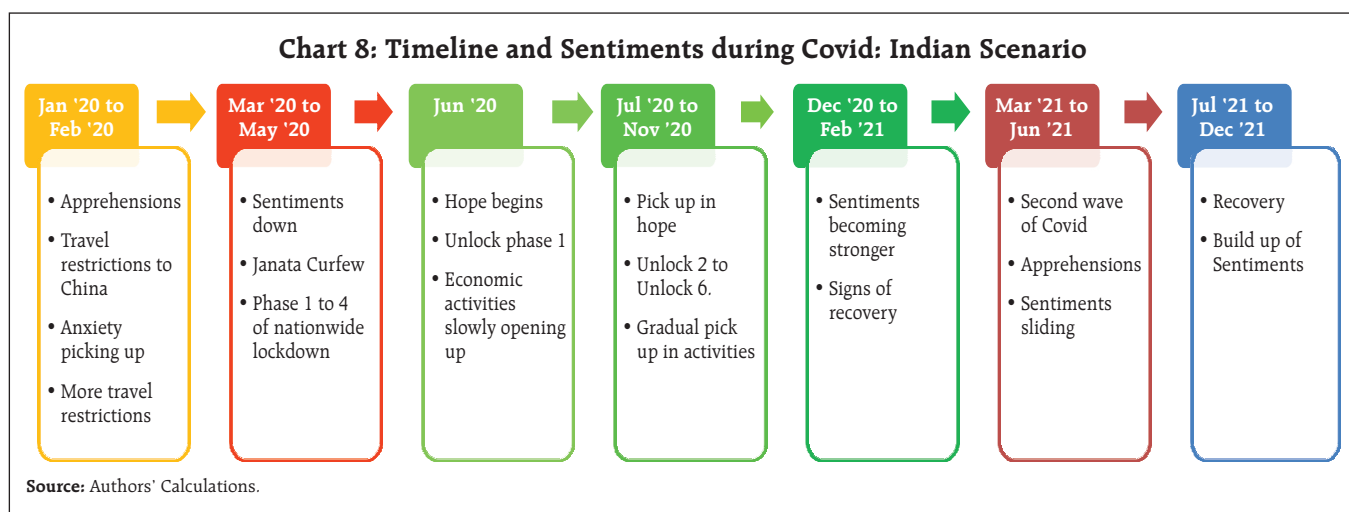 Chart 8: Timeline and Sentiments during Covid: Indian Scenario
Jan '20 to
Feb '20
• Apprehensions
• Travel
restrictions to
China
• Anxiety
picking up
• More travel
restrictions
Mar '20 to
May '20
• Sentiments
down
• Janata Curfew
• Phase 1 to 4
of nationwide
lockdown
Jun '20
• Hope begins
• Unlock phase 1
• Economic
activities
slowly opening
up
Jul '20 to
Nov '20
• Pick up in
hope
• Unlock 2 to
Unlock 6.
• Gradual pick
up in activities
Dec '20 to
Feb '21
• Sentiments
becoming
stronger
• Signs of
recovery
Mar '21 to
Jun '21
• Second wave
of Covid
• Apprehensions
• Sentiments
sliding
Jul '21 to
Dec '21
• Recovery
• Build up of
Sentiments
Source: Authors' Calculations.